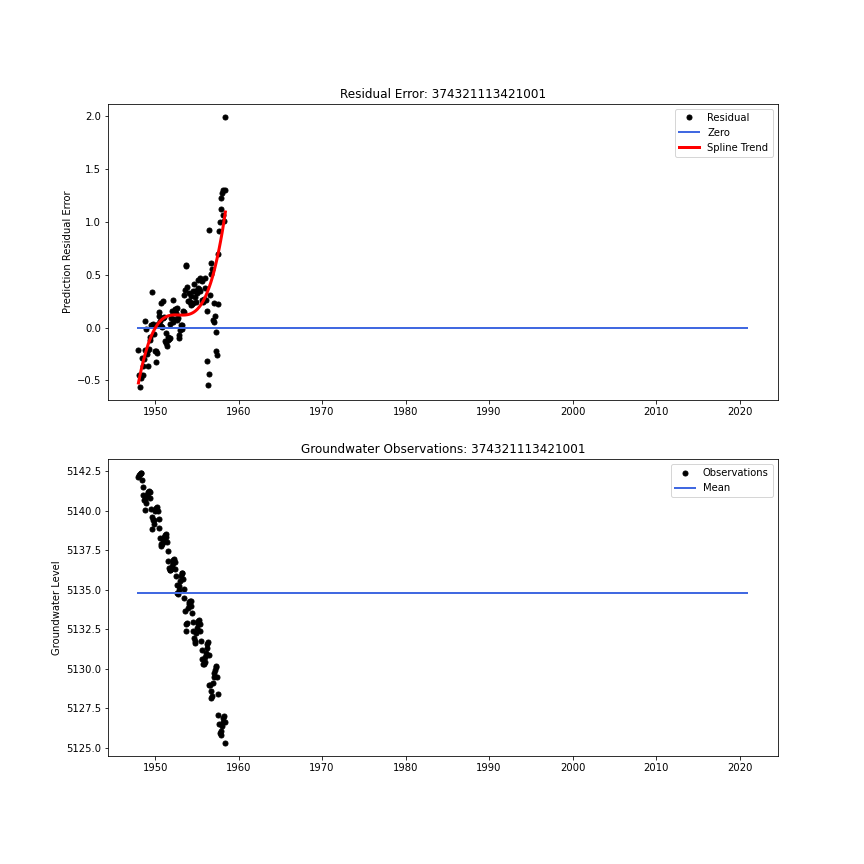 Residual Error: 374321113421001
Prediction Residual Error
2.0
1.5
1.0
0.5
0.0
−0.5
1950 1960 1970 1980 1990 2000 2010 2020
Residual
Zero
Spline Trend
Groundwater Observations: 374321113421001
Groundwater Level
5142.5
5140.0
5137.5
5135.0
5132.5
5130.0
5127.5
5125.0
1950 1960 1970 1980 1990 2000 2010 2020
Observations
Mean